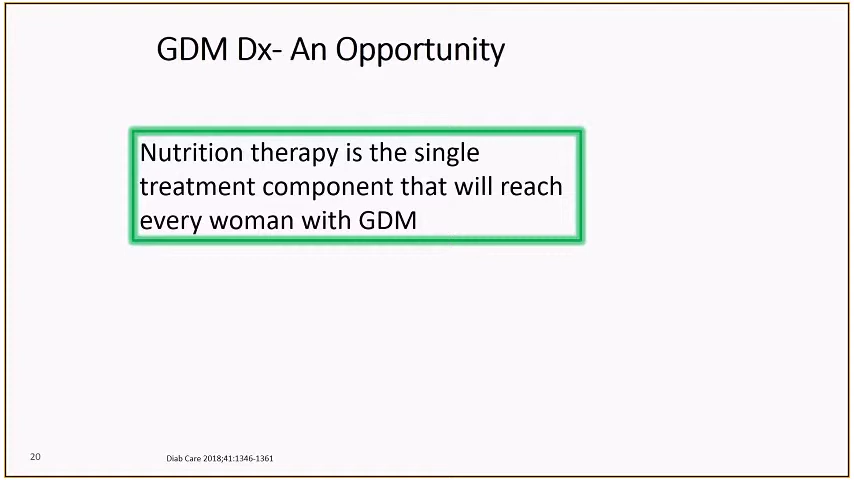 GDM Dx- An Opportunity
Nutrition therapy is the single
treatment component that will reach
every woman with GDM
20
Diab Care 2018;41:1346-1361